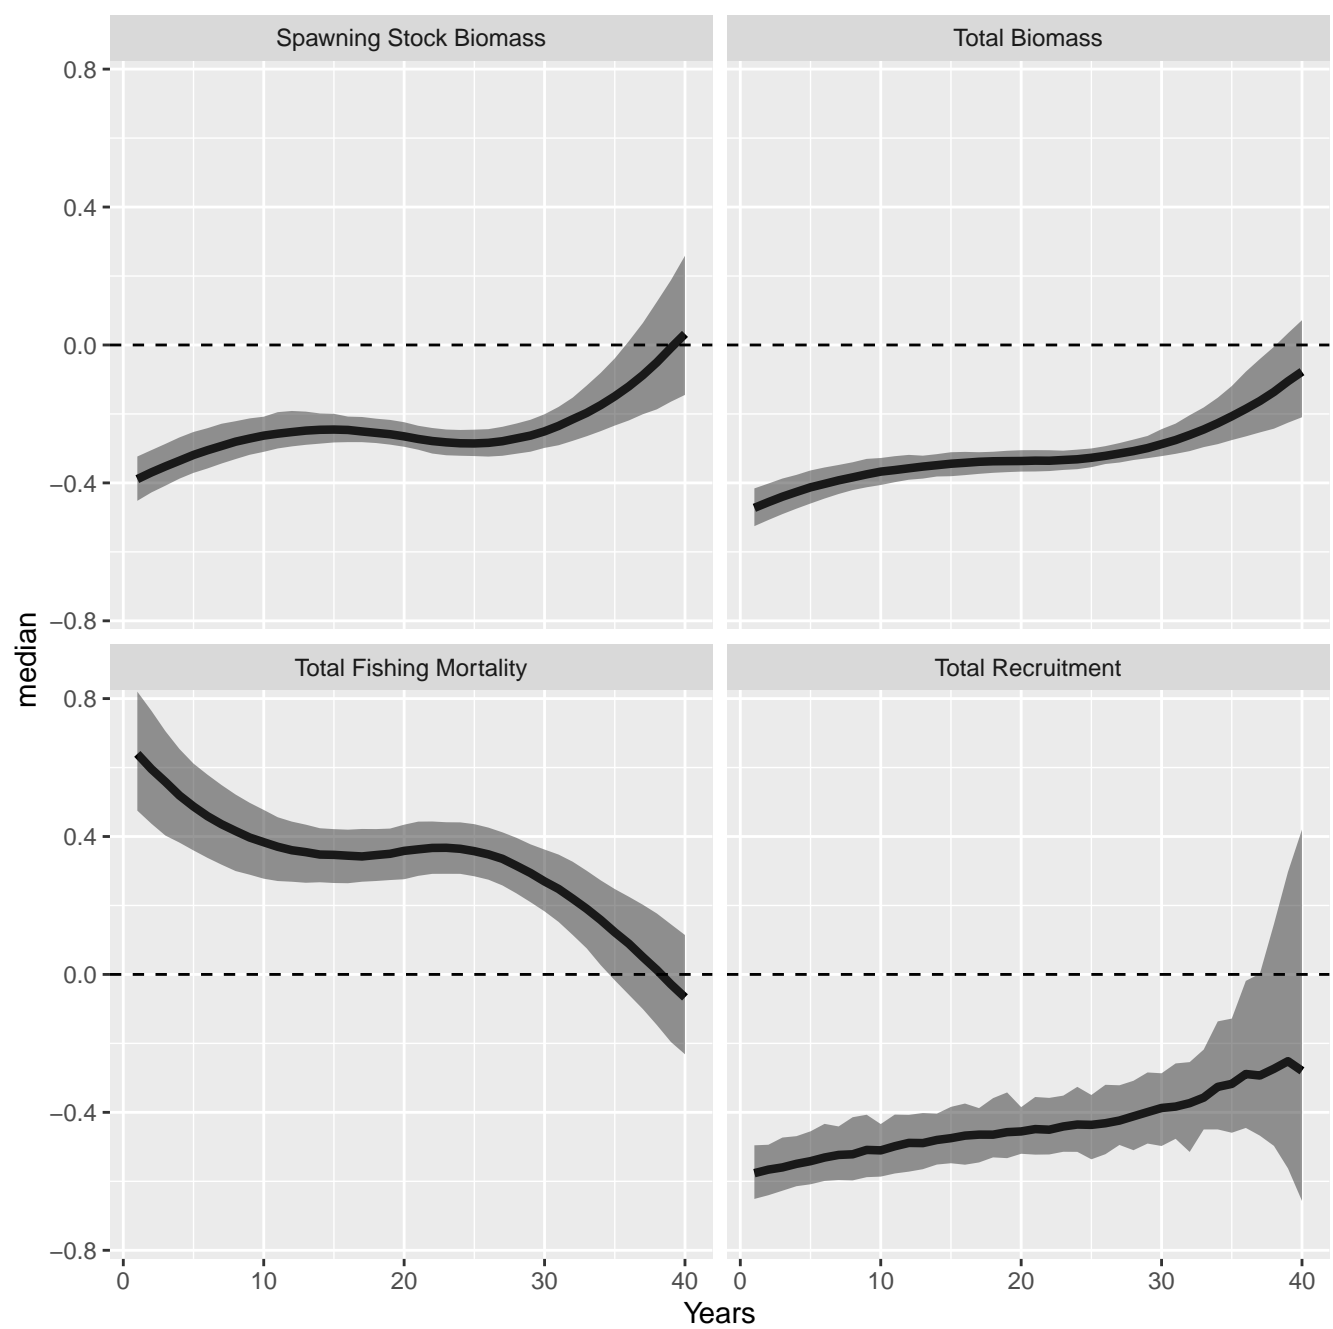 Spawning Stock Biomass
Total Biomass
0.8
0.4
0.0
−0.4
−0.8
median
Total Fishing Mortality
Total Recruitment
0.8
0.4
0.0
−0.4
−0.8
0 10 20 30 40
0 10 20 30 40
Years